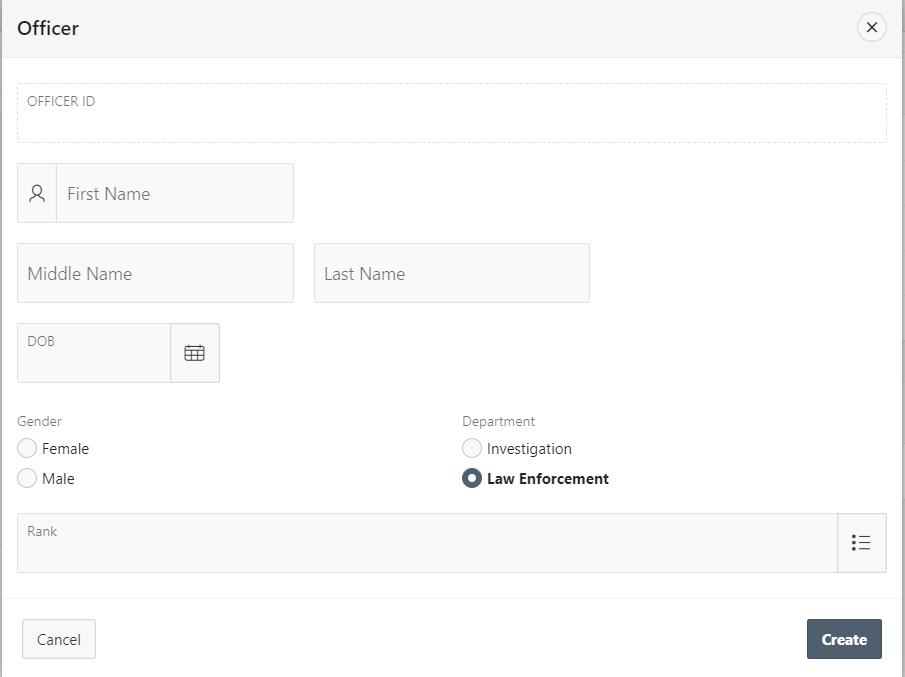 Officer
OFFICER ID
First Name
Middle Name
Last Name
DOB
Gender
Department
Female
Investigation
Male
Law Enforcement
Rank
Cancel
Create